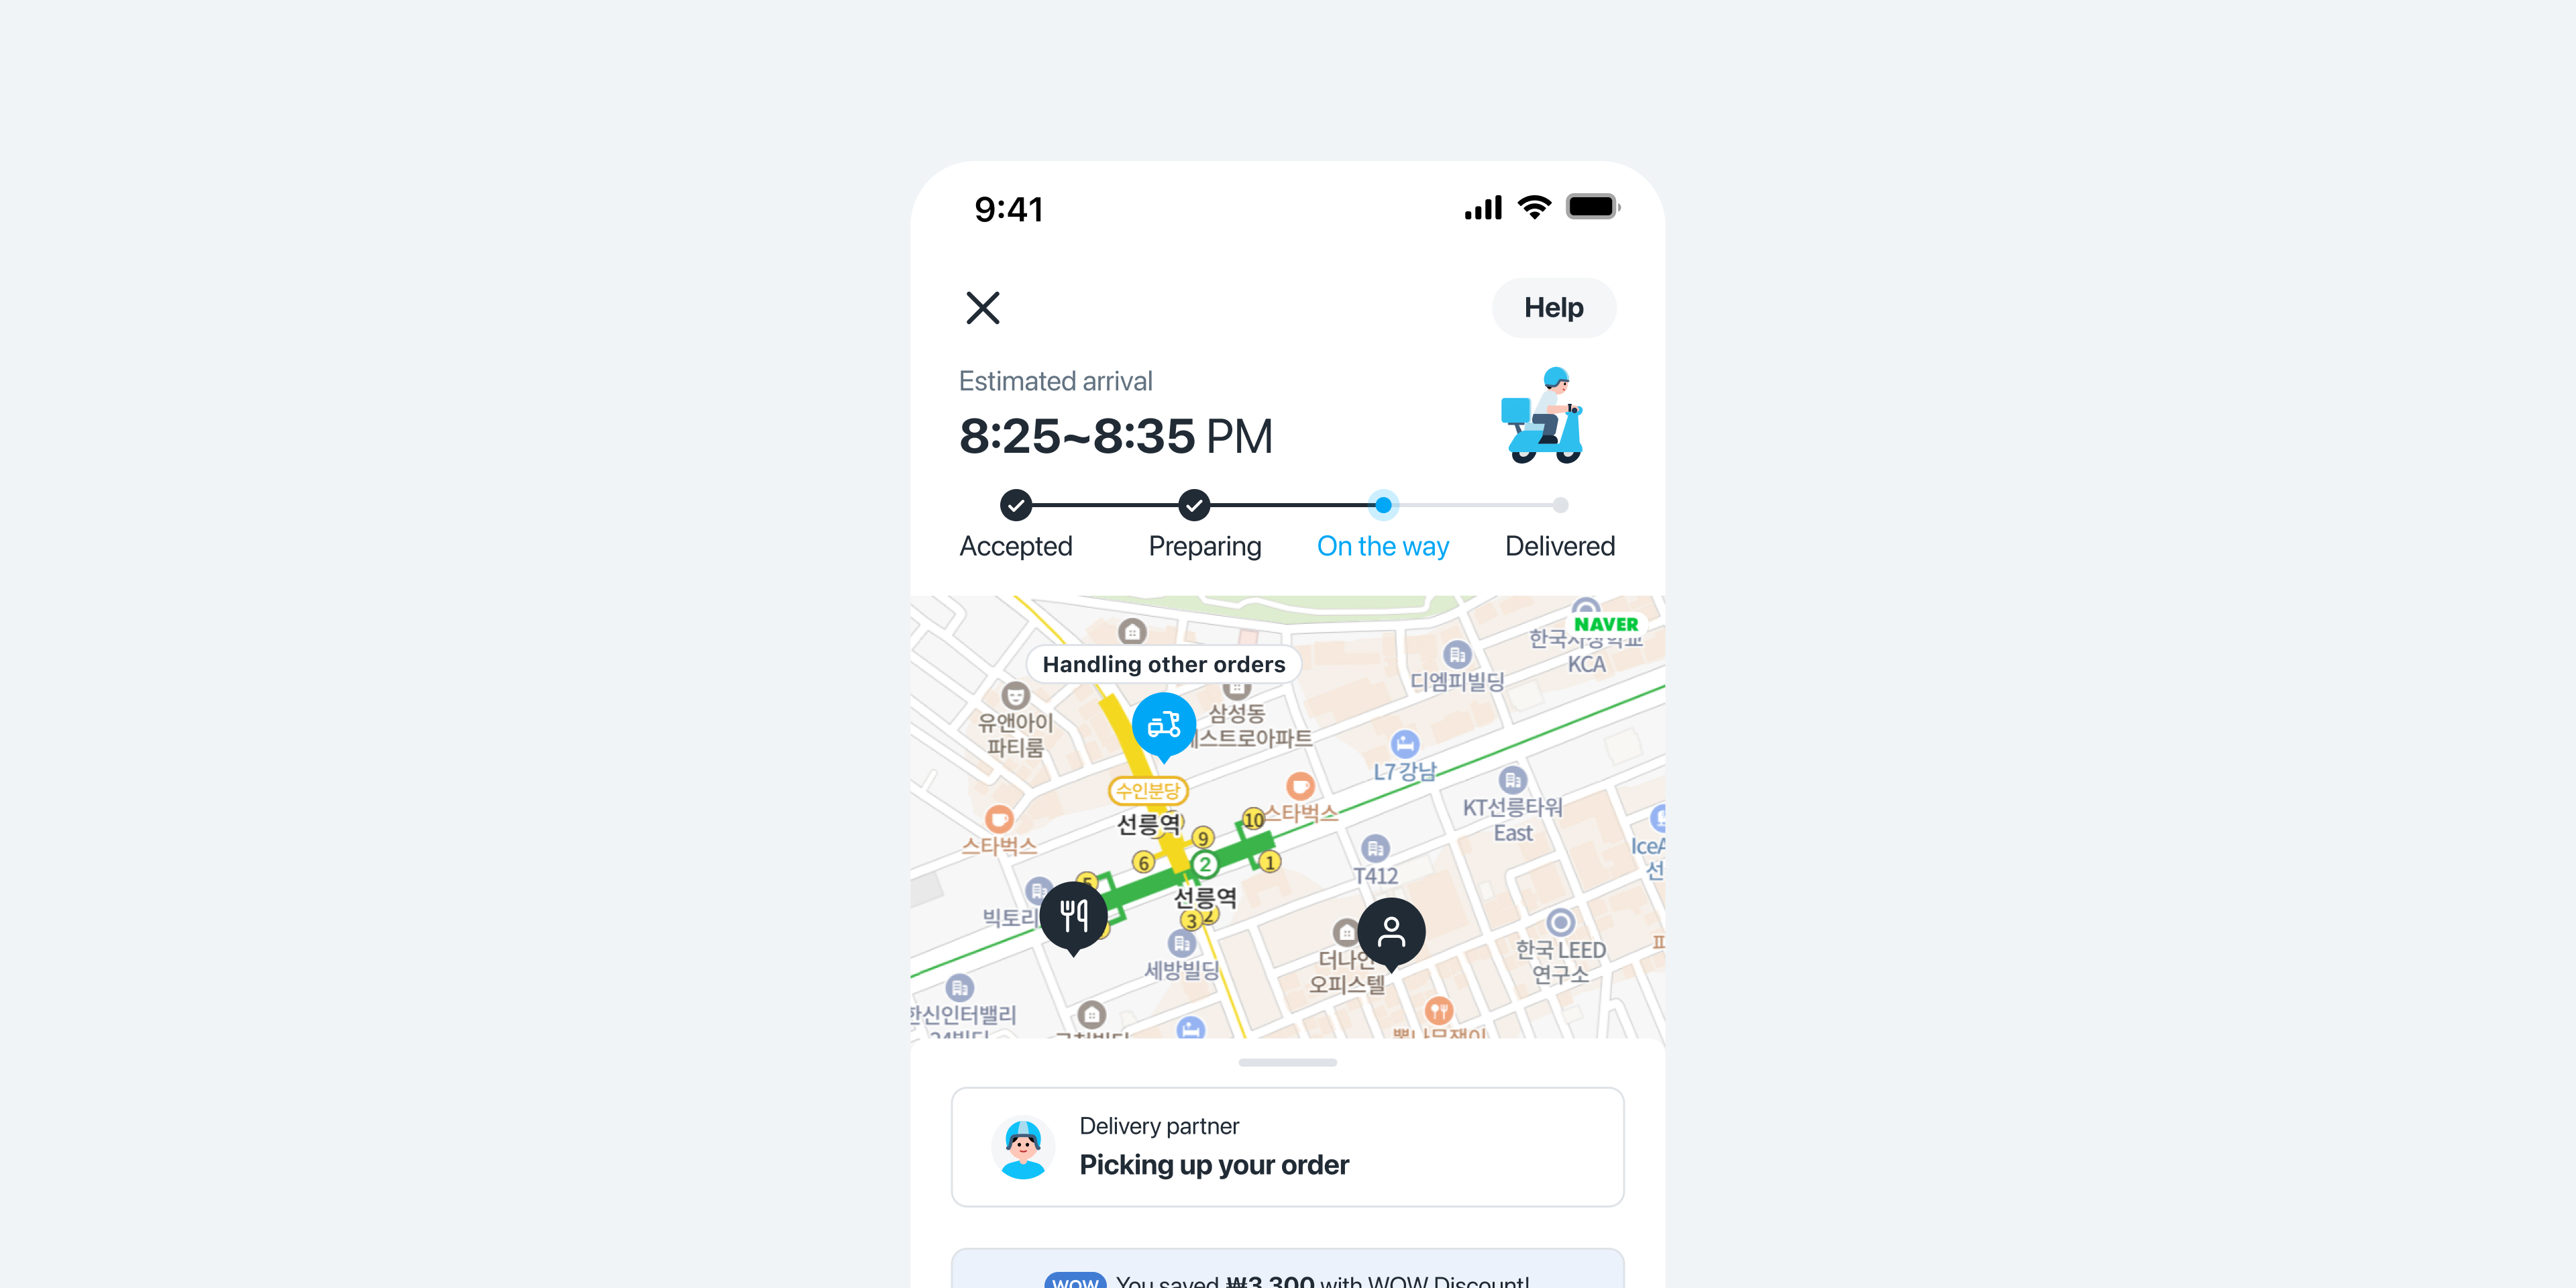 9:41
Help
Estimated arrival
8:25~8:35 PM
Accepted Preparing On the way Delivered
NAVER
KCA
Handling other orders
디엠피빌딩
유앤아이
파티룸
삼성동
스트로아파트
L7강남
수인분당
선릉역
스타벅스
KT선릉타워
East
스타벅스
10
9
6
2
1
5
T412
선릉역
3
2
빅토리
세방빌딩
더나인
오피스텔
한국 LEED
연구소
한신인터밸리
Delivery partner
Picking up your order
WOW You saved ₩3,300 with WOW Discount!